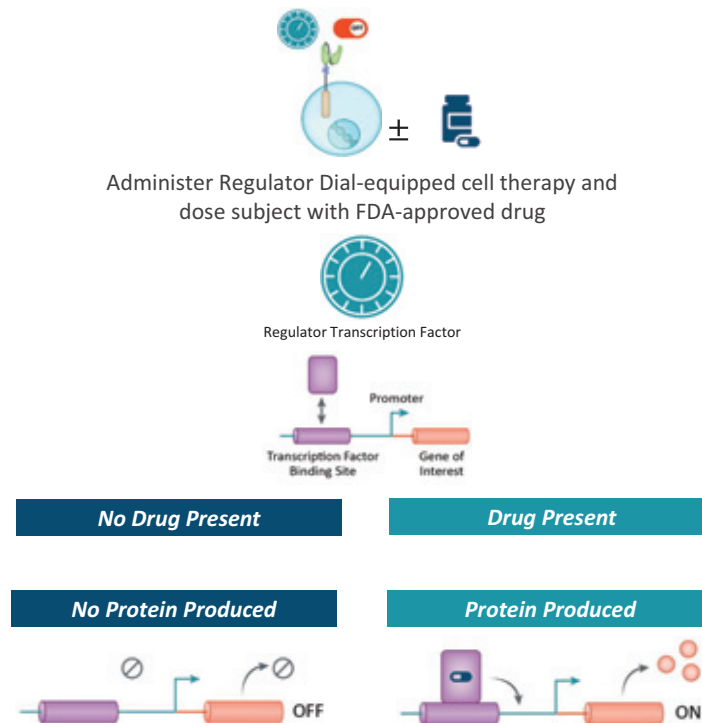 OFF
±
Administer Regulator Dial-equipped cell therapy and
dose subject with FDA-approved drug
Regulator Transcription Factor
Promoter
Transcription Factor
Binding Site
Gene of
Interest
No Drug Present
Drug Present
No Protein Produced
Protein Produced
OFF
ON